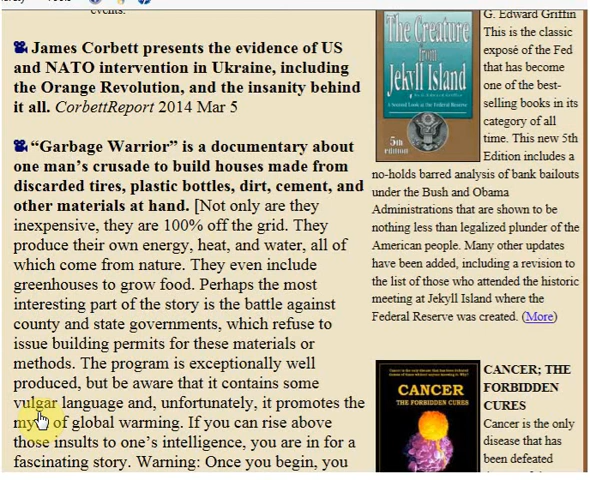 events.
James Corbett presents the evidence of US
and NATO intervention in Ukraine, including
the Orange Revolution, and the insanity behind
it all. CorbettReport 2014 Mar 5
“Garbage Warrior” is a documentary about
one man’s crusade to build houses made from
discarded tires, plastic bottles, dirt, cement, and
other materials at hand. [Not only are they
inexpensive, they are 100% off the grid. They
produce their own energy, heat, and water, all of
which come from nature. They even include
greenhouses to grow food. Perhaps the most
interesting part of the story is the battle against
county and state governments, which refuse to
issue building permits for these materials or
methods. The program is exceptionally well
produced, but be aware that it contains some
vulgar language and, unfortunately, it promotes the
myth of global warming. If you can rise above
those insults to one’s intelligence, you are in for a
fascinating story. Warning: Once you begin, you
The Creature
from
Jekyll Island
A Second Look at the Federal Reserve
5th
edition
G. Edward Griffin
This is the classic
exposé of the Fed
that has become
one of the best-
selling books in its
category of all
time. This new 5th
Edition includes a
no-holds barred analysis of bank bailouts
under the Bush and Obama
Administrations that are shown to be
nothing less than legalized plunder of the
American people. Many other updates
have been added, including a revision to
the list of those who attended the historic
meeting at Jekyll Island where the
Federal Reserve was created. (More)
CANCER
THE FORBIDDEN CURES
CANCER; THE
FORBIDDEN
CURES
Cancer is the only
disease that has
been defeated